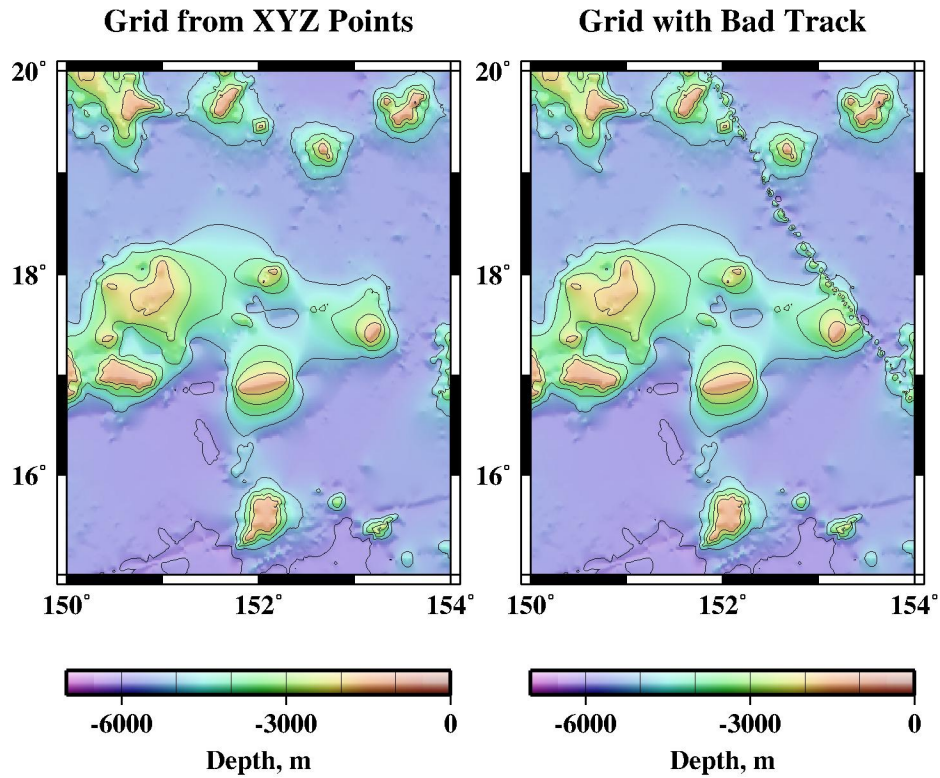 Grid from XYZ Points
Grid with Bad Track
20°
18°
16°
150° 152° 154°
20°
18°
16°
150° 152° 154°
-6000 -3000 0
Depth, m
-6000 -3000 0
Depth, m